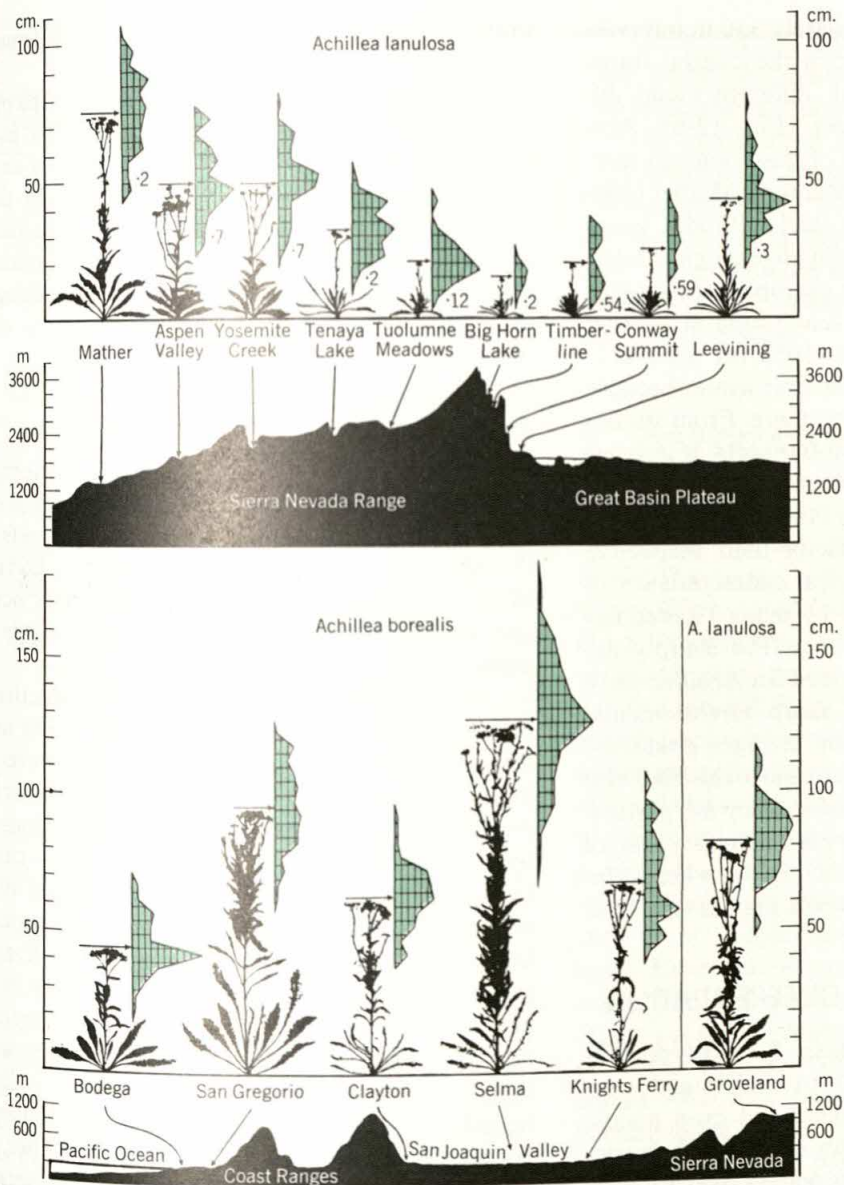 cm.
cm.
Achillea lanulosa
100
100
50
50
·2
·7
·7
·2
·12
·2
·54
·59
·3
Mather
Aspen
Valley
Yosemite
Creek
Tenaya
Lake
Tuolumne
Meadows
Big Horn
Lake
Timber-
line
Conway
Summit
Leevining
m
m
3600
3600
2400
2400
1200
1200
Sierra Nevada Range
Great Basin Plateau
cm.
cm.
Achillea borealis
A. lanulosa
150
150
100
100
50
50
Bodega
San Gregorio
Clayton
Selma
Knights Ferry
Groveland
m
m
1200
1200
600
600
Pacific Ocean
Coast Ranges
San Joaquin Valley
Sierra Nevada